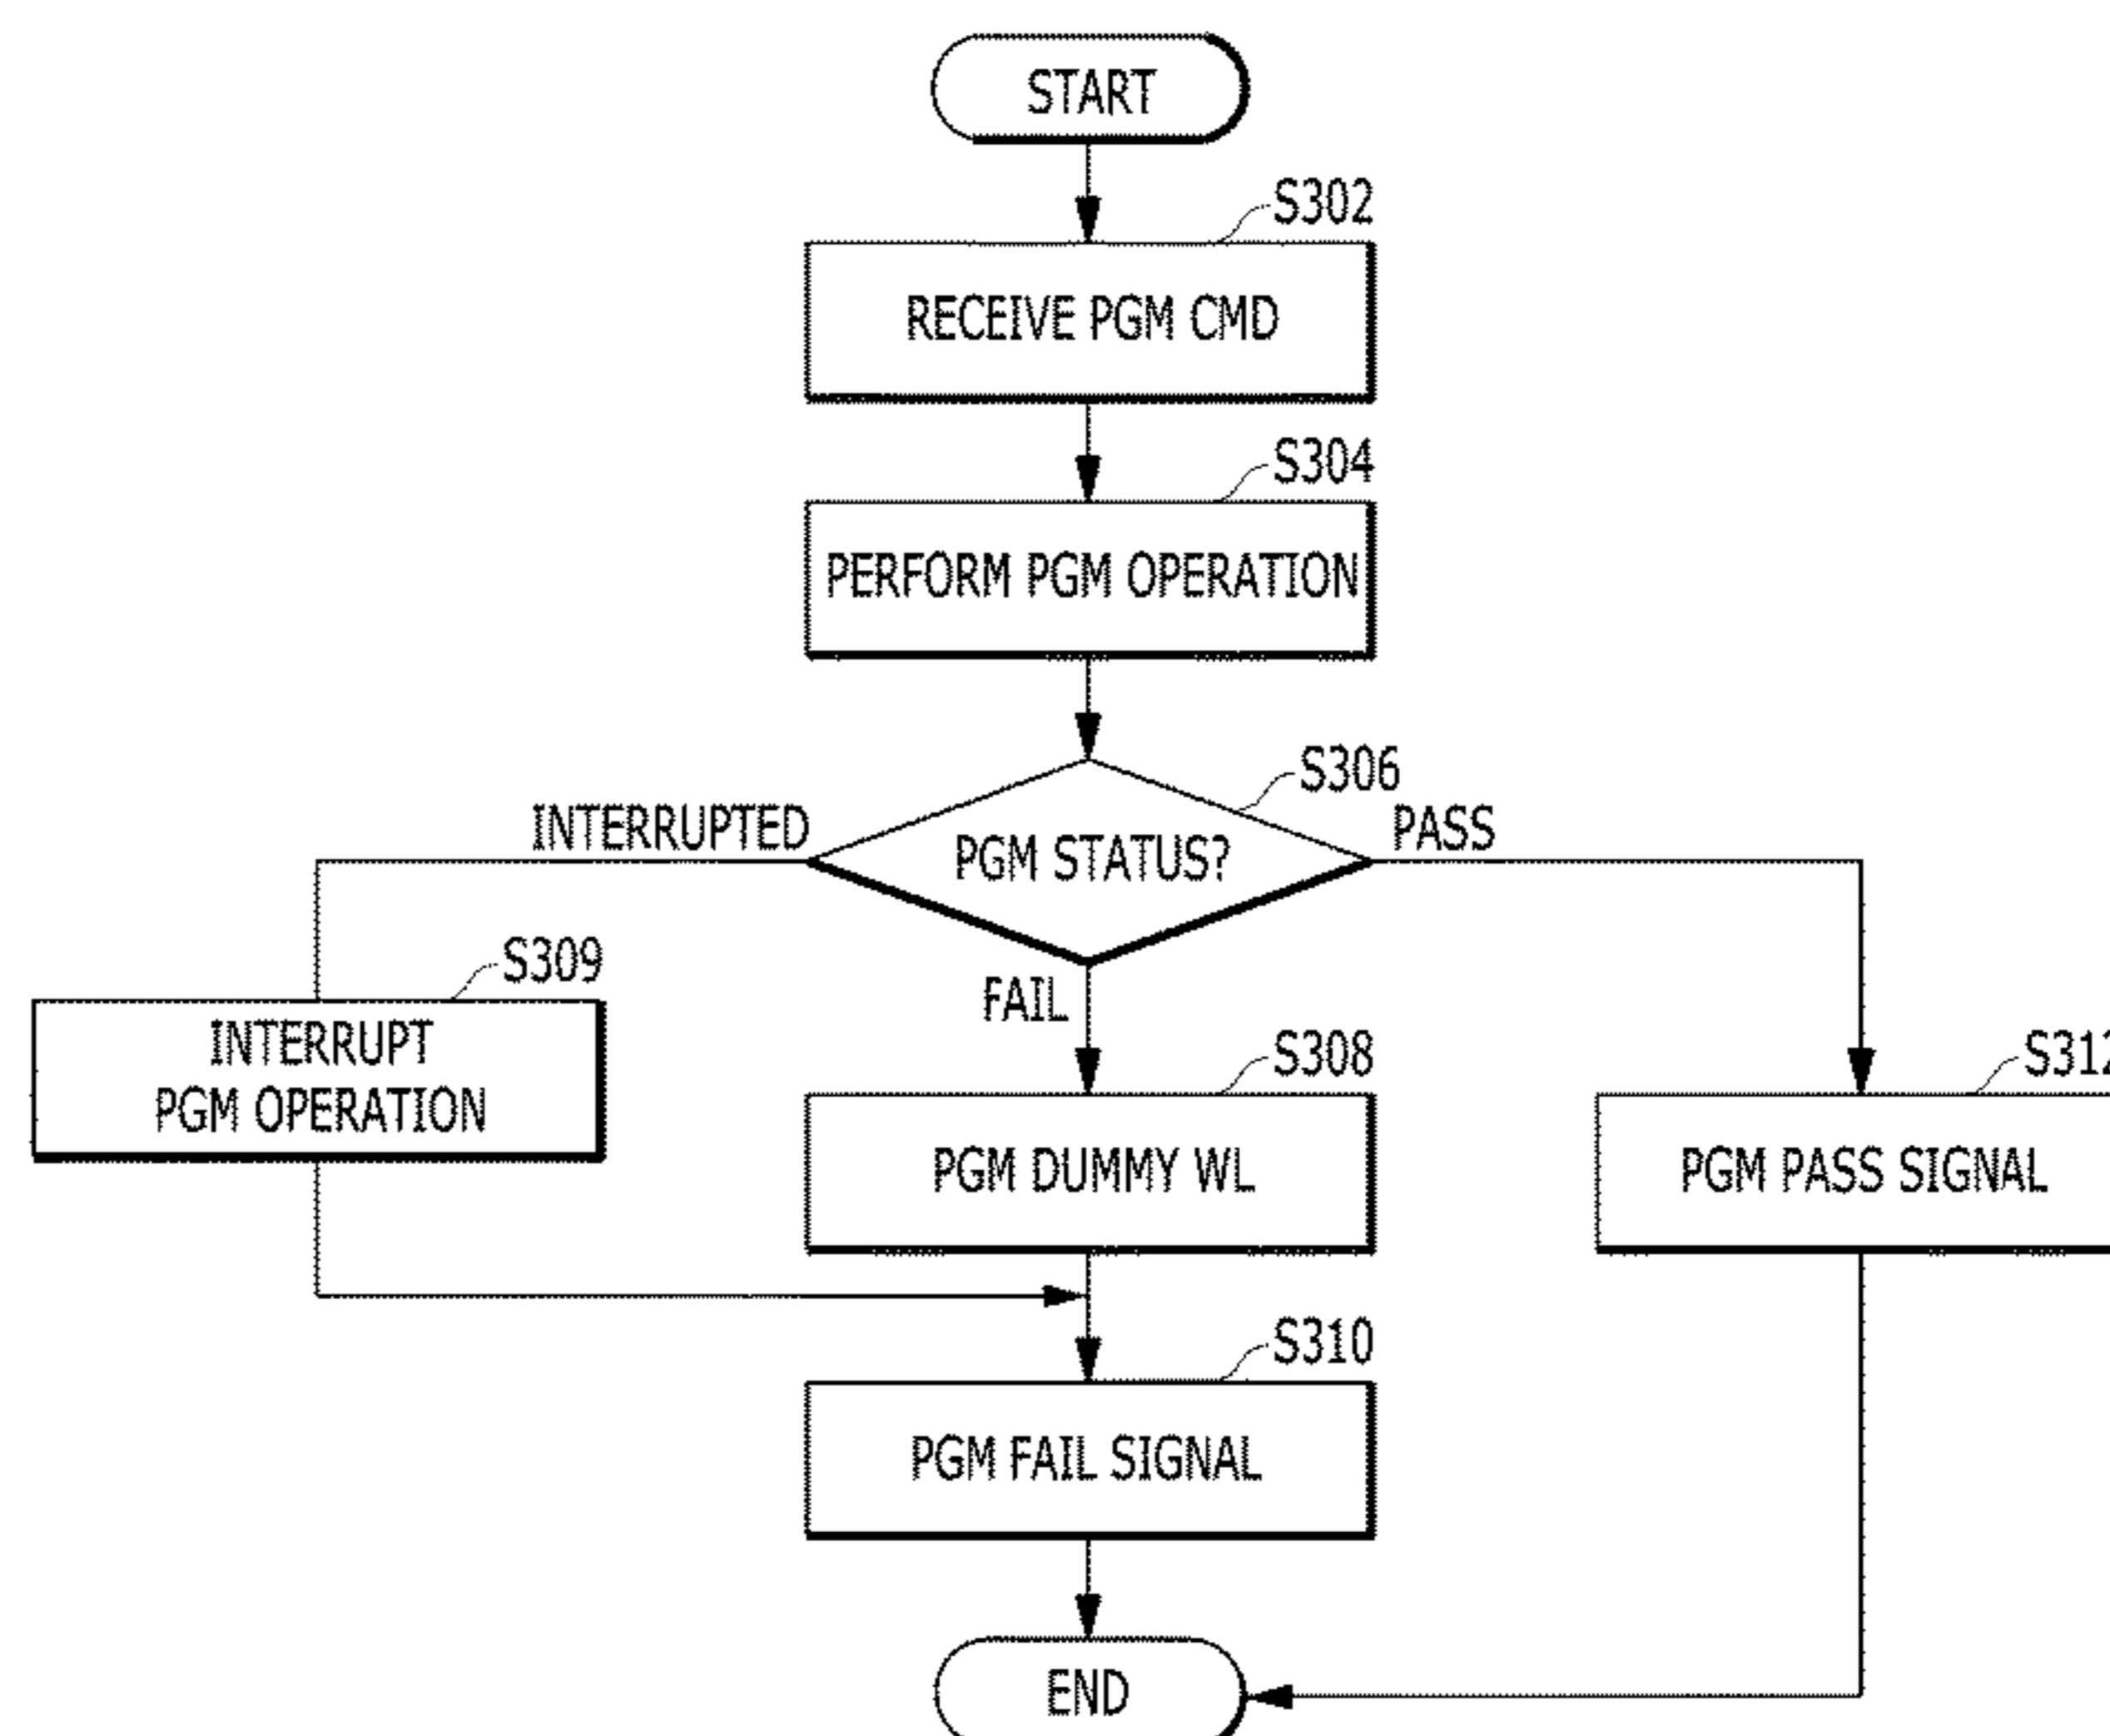 START
S302
RECEIVE PGM CMD
S304
PERFORM PGM OPERATION
S306
INTERRUPTED
PGM STATUS?
PASS
S309
FAIL
INTERRUPT
PGM OPERATION
S308
S312
PGM DUMMY WL
PGM PASS SIGNAL
S310
PGM FAIL SIGNAL
END